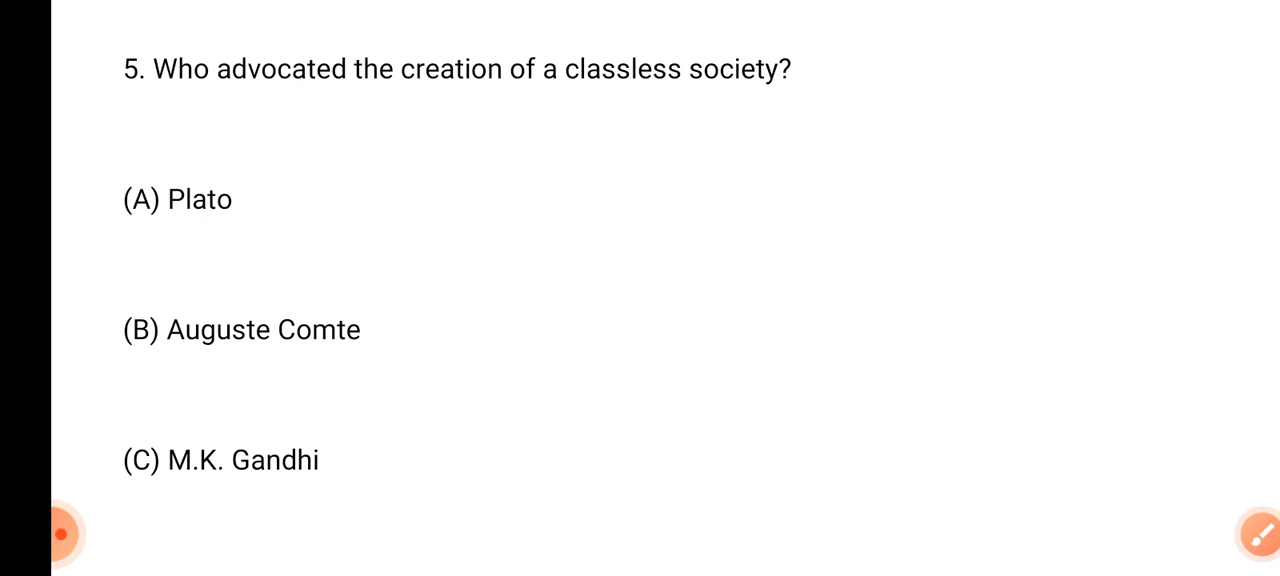 5. Who advocated the creation of a classless society?
(A) Plato
(B) Auguste Comte
(C) M.K. Gandhi